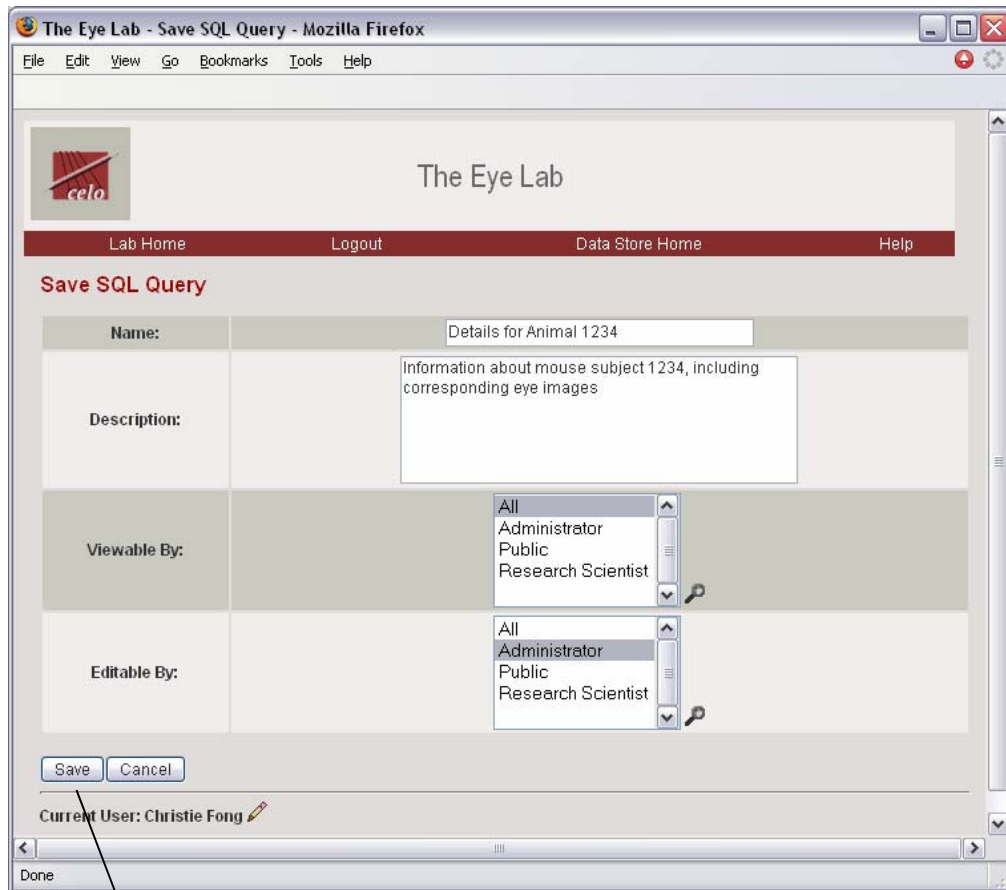 The Eye Lab - Save SQL Query - Mozilla Firefox
File Edit View Go Bookmarks Tools Help
celo
The Eye Lab
Lab Home Logout Data Store Home Help
Save SQL Query
Name: Details for Animal 1234
Description: Information about mouse subject 1234, including
corresponding eye images
Viewable By:
All
Administrator
Public
Research Scientist
Editable By:
All
Administrator
Public
Research Scientist
Save Cancel
Current User: Christie Fong
Done